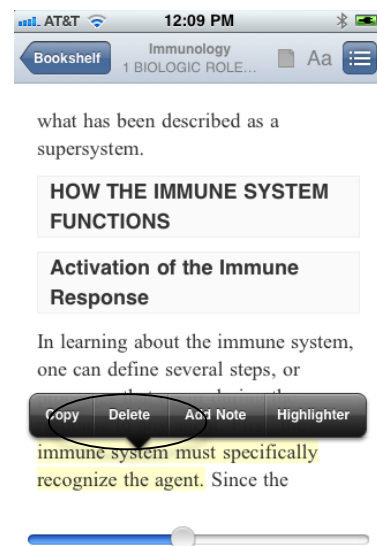 AT&T 12:09 PM
Bookshelf
Immunology
1 BIOLOGIC ROLE...
Aa
what has been described as a
supersystem.
HOW THE IMMUNE SYSTEM
FUNCTIONS
Activation of the Immune
Response
In learning about the immune system,
one can define several steps, or
Copy Delete Add Note Highlighter
immune system must specifically
recognize the agent. Since the